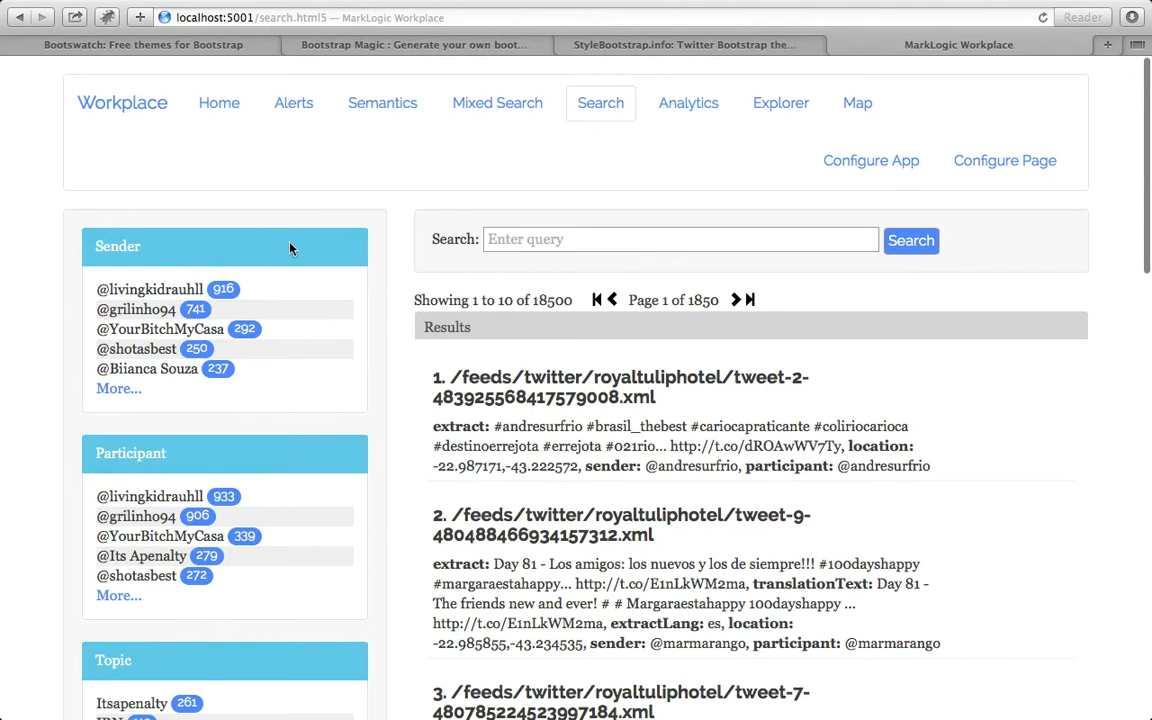 localhost:5001/search.html5 — MarkLogic Workplace
Reader
Bootswatch: Free themes for Bootstrap
Bootstrap Magic : Generate your own boot...
StyleBootstrap.info: Twitter Bootstrap the...
MarkLogic Workplace
Workplace Home Alerts Semantics Mixed Search Search Analytics Explorer Map
Configure App Configure Page
Sender
@livingkidrauhll 916
@grilinho94 741
@YourBitchMyCasa 292
@shotasbest 250
@Biianca Souza 237
More...
Participant
@livingkidrauhll 933
@grilinho94 906
@YourBitchMyCasa 339
@Its Apenalty 279
@shotasbest 272
More...
Topic
Itsapenalty 261
Search: Enter query Search
Showing 1 to 10 of 18500 Page 1 of 1850
Results
1. /feeds/twitter/royaltuliphotel/tweet-2-
483925568417579008.xml
extract: #andresurfrio #brasil_thebest #cariocapraticante #coliriocarioca
#destinoerrejota #errejota #021rio... http://t.co/dROAwWV7Ty, location:
-22.987171,-43.222572, sender: @andresurfrio, participant: @andresurfrio
2. /feeds/twitter/royaltuliphotel/tweet-9-
480488466934157312.xml
extract: Day 81 - Los amigos: los nuevos y los de siempre!!! #100dayshappy
#margaraestahappy... http://t.co/E1nLkWM2ma, translationText: Day 81 -
The friends new and ever! # # Margaraestahappy 100dayshappy ...
http://t.co/E1nLkWM2ma, extractLang: es, location:
-22.985855,-43.234535, sender: @marmarango, participant: @marmarango
3. /feeds/twitter/royaltuliphotel/tweet-7-
480785224523997184.xml